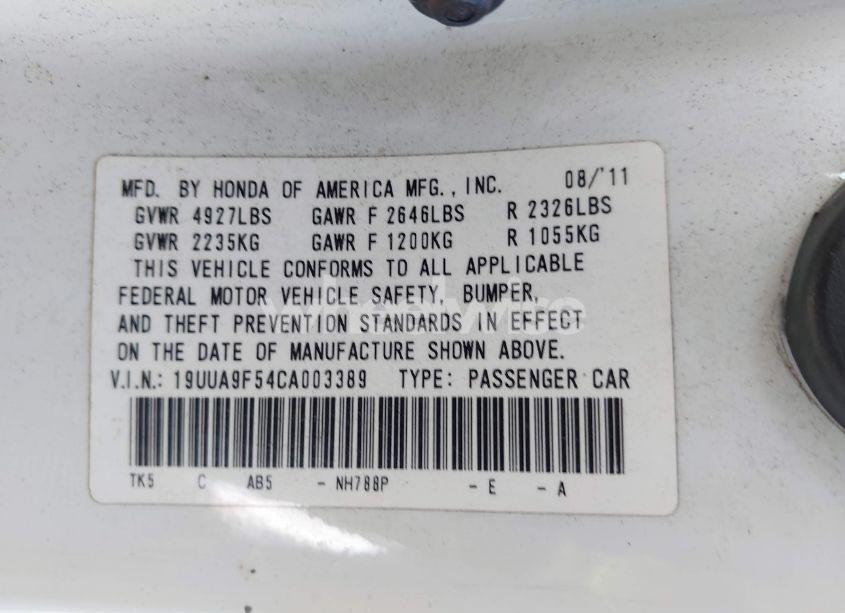 MFD. BY HONDA OF AMERICA MFG., INC. 08/'11
GVWR 4927LBS GAWR F 2646LBS R 2326LBS
GVWR 2235KG GAWR F 1200KG R 1055KG
THIS VEHICLE CONFORMS TO ALL APPLICABLE
FEDERAL MOTOR VEHICLE SAFETY, BUMPER,
AND THEFT PREVENTION STANDARDS IN EFFECT
ON THE DATE OF MANUFACTURE SHOWN ABOVE.
V.I.N.: 19UUA9F54CA003389 TYPE: PASSENGER CAR
TK5 C AB5 - NH788P - E - A